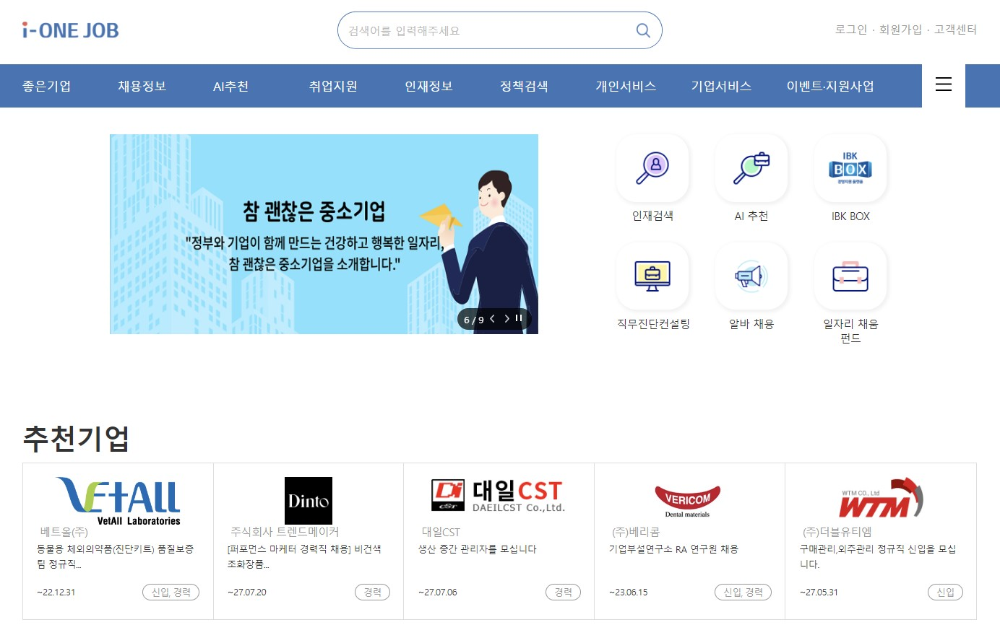 i-ONE JOB
검색어를 입력해주세요
로그인 · 회원가입 · 고객센터
좋은기업 채용정보 AI추천 취업지원 인재정보 정책검색 개인서비스 기업서비스 이벤트·지원사업
참 괜찮은 중소기업
"정부와 기업이 함께 만드는 건강하고 행복한 일자리,
참 괜찮은 중소기업을 소개합니다."
6 / 9
IBK
BOX
경영지원 플랫폼
인재검색 AI 추천 IBK BOX
직무진단컨설팅 알바 채용 일자리 채움
펀드
추천기업
VetAll
VetAll Laboratories
베트올(주)
동물용 체외의약품(진단키트) 품질보증
팀 정규직...
~22.12.31 신입, 경력
Dinto
주식회사 트렌드메이커
[퍼포먼스 마케터 경력직 채용] 비건색
조화장품...
~27.07.20 경력
Di
CST
대일CST
DAEILCST Co.,Ltd.
대일CST
생산 중간 관리자를 모십니다
~27.07.06 경력
VERICOM
Dental materials
(주)베리콤
기업부설연구소 RA 연구원 채용
~23.06.15 신입, 경력
WTM CO., Ltd
WTM
(주)더블유티엠
구매관리,외주관리 정규직 신입을 모십
니다.
~27.05.31 신입